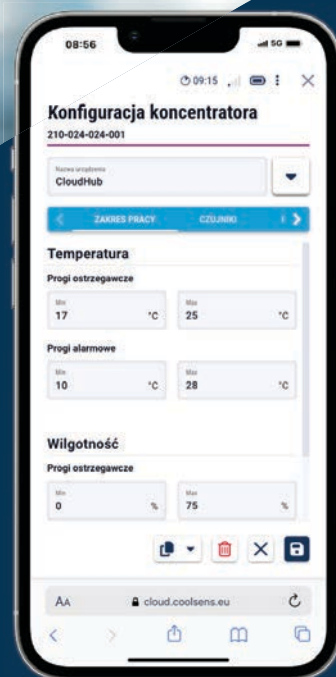 08:56
5G
09:15
Konfiguracja koncentratora
210-024-024-001
Nazwa urządzenia
CloudHub
ZAKRES PRACY CZUJNIKI
Temperatura
Progi ostrzegawcze
Min Max
17 °C 25 °C
Progi alarmowe
Min Max
10 °C 28 °C
Wilgotność
Progi ostrzegawcze
Min Max
0 % 75 %
AA cloud.coolsens.eu